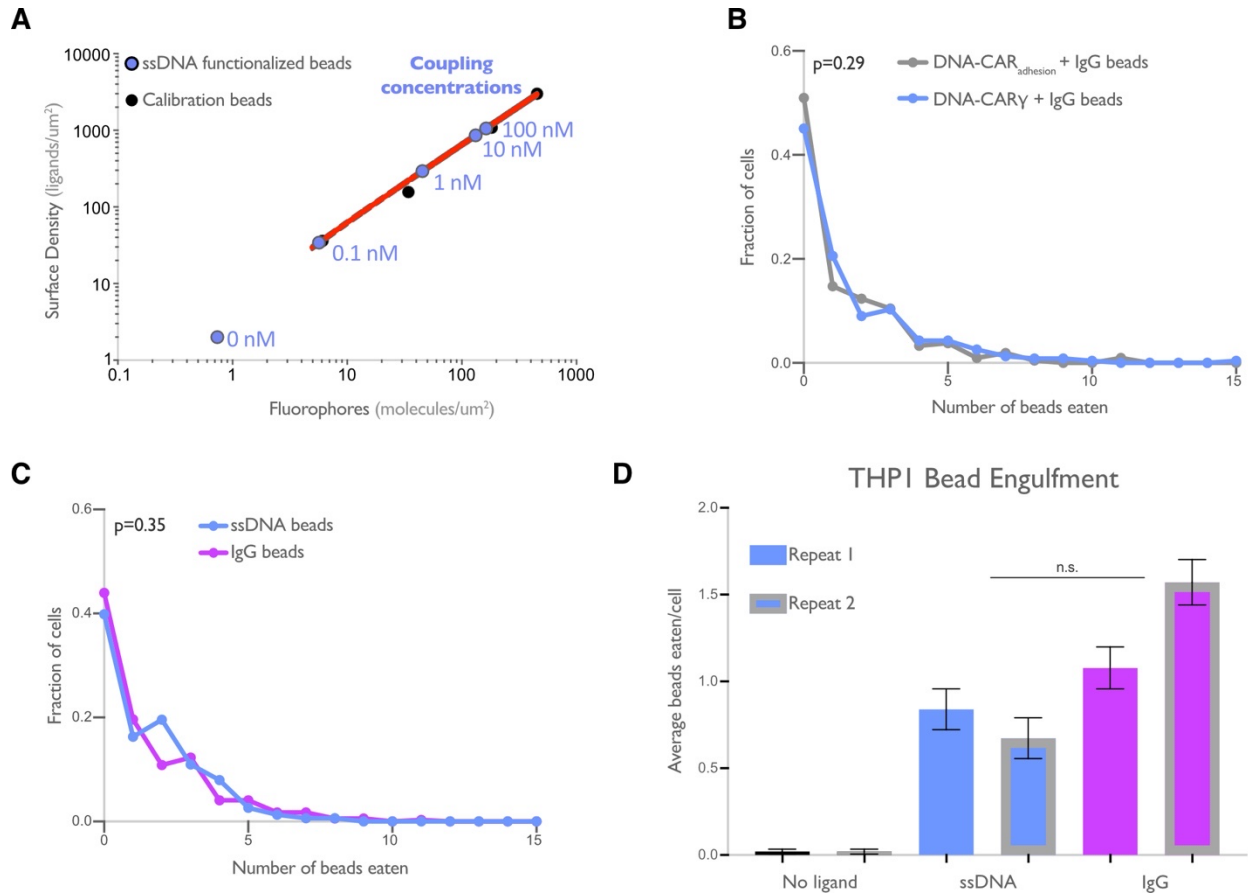 A
ssDNA functionalized beads
Calibration beads
Coupling
concentrations
100 nM
10 nM
1 nM
0.1 nM
0 nM
10000
1000
100
10
1
0.1
1
10
100
1000
Surface Density (ligands/um²)
Fluorophores (molecules/um²)
B
p=0.29
DNA-CARadhesion + IgG beads
DNA-CARγ + IgG beads
0.6
0.4
0.2
0.0
0
5
10
15
Fraction of cells
Number of beads eaten
C
p=0.35
ssDNA beads
IgG beads
0.6
0.4
0.2
0.0
0
5
10
15
Fraction of cells
Number of beads eaten
D
THP1 Bead Engulfment
Repeat 1
Repeat 2
n.s.
2.0
1.5
1.0
0.5
0.0
Average beads eaten/cell
No ligand
ssDNA
IgG